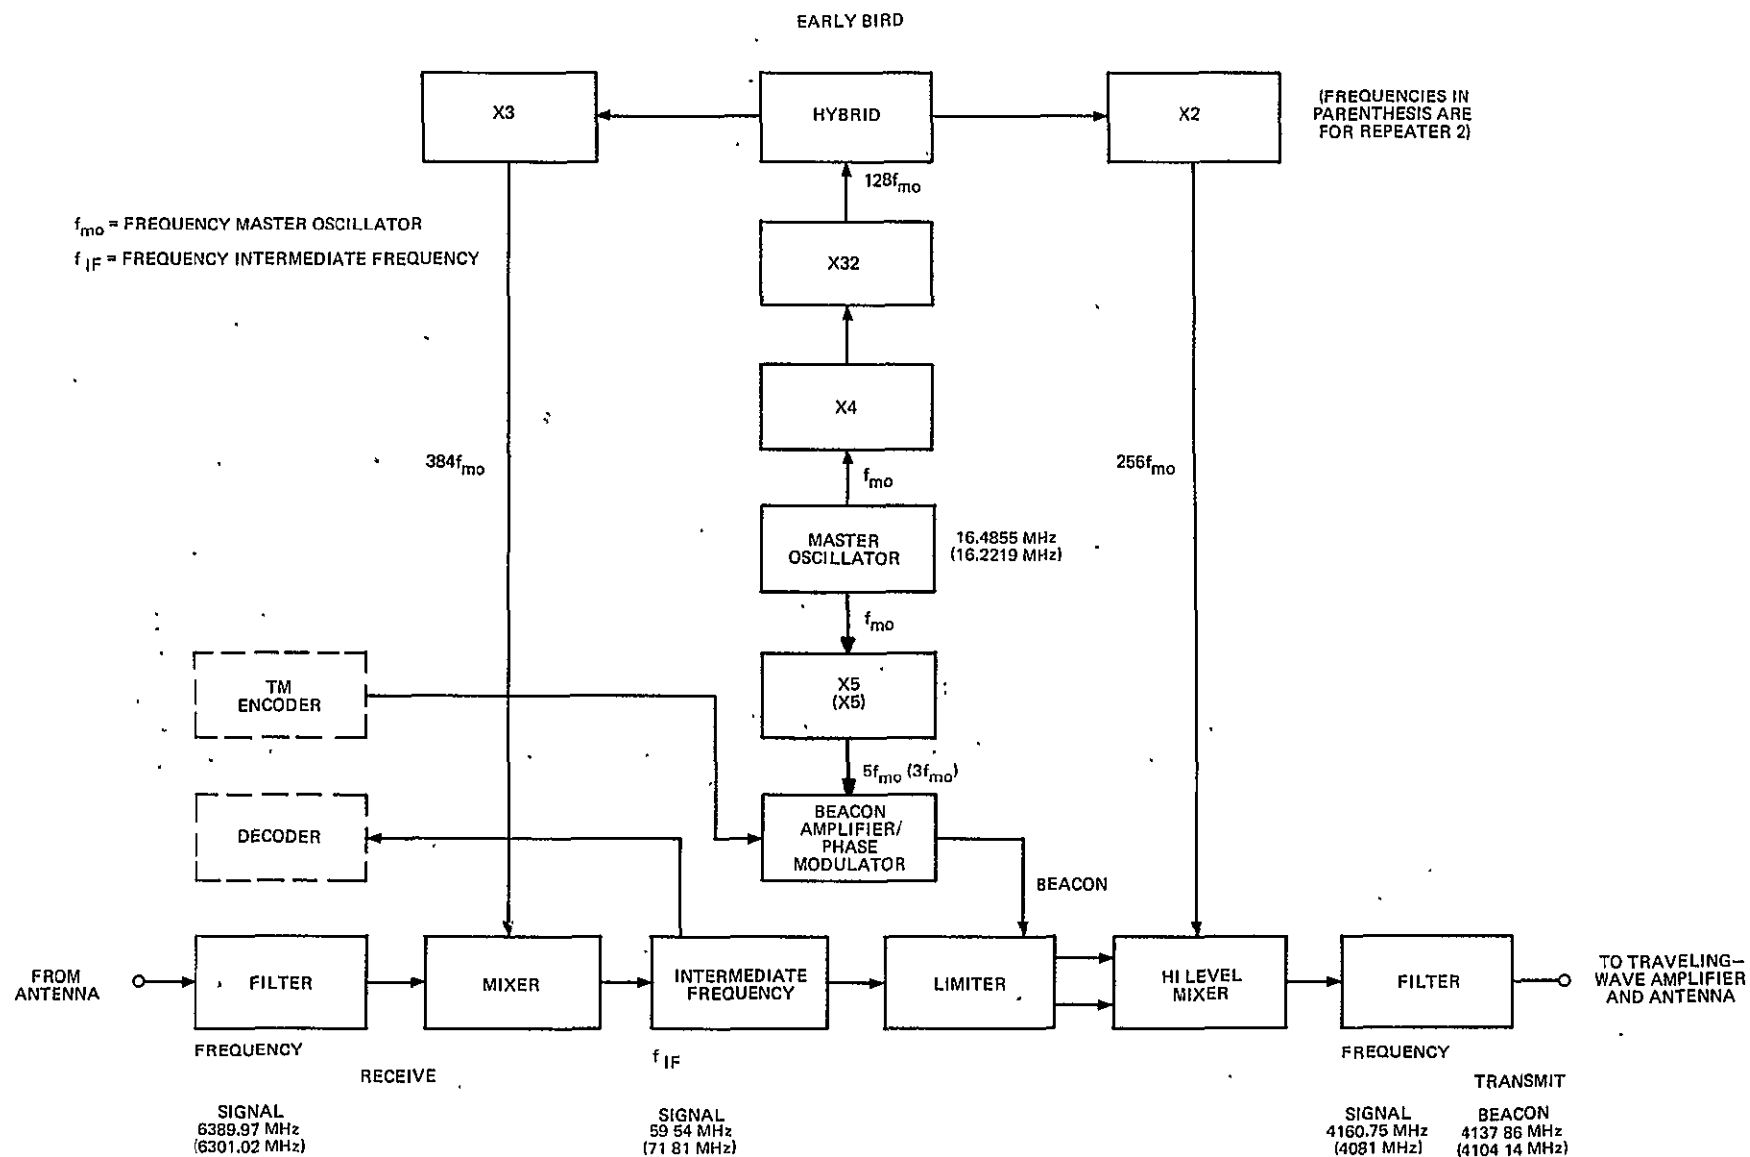 EARLY BIRD
X3
HYBRID
X2
(FREQUENCIES IN
PARENTHESIS ARE
FOR REPEATER 2)
128fmo
fmo = FREQUENCY MASTER OSCILLATOR
f IF = FREQUENCY INTERMEDIATE FREQUENCY
X32
X4
384fmo
256fmo
fmo
MASTER
OSCILLATOR
16.4855 MHz
(16.2219 MHz)
fmo
TM
ENCODER
X5
(X5)
5fmo (3fmo)
DECODER
BEACON
AMPLIFIER/
PHASE
MODULATOR
BEACON
FROM
ANTENNA
FILTER
MIXER
INTERMEDIATE
FREQUENCY
LIMITER
HI LEVEL
MIXER
FILTER
TO TRAVELING–
WAVE AMPLIFIER
AND ANTENNA
FREQUENCY
RECEIVE
f IF
FREQUENCY
TRANSMIT
SIGNAL
6389.97 MHz
(6301.02 MHz)
SIGNAL
59 54 MHz
(71 81 MHz)
SIGNAL
4160.75 MHz
(4081 MHz)
BEACON
4137 86 MHz
(4104 14 MHz)